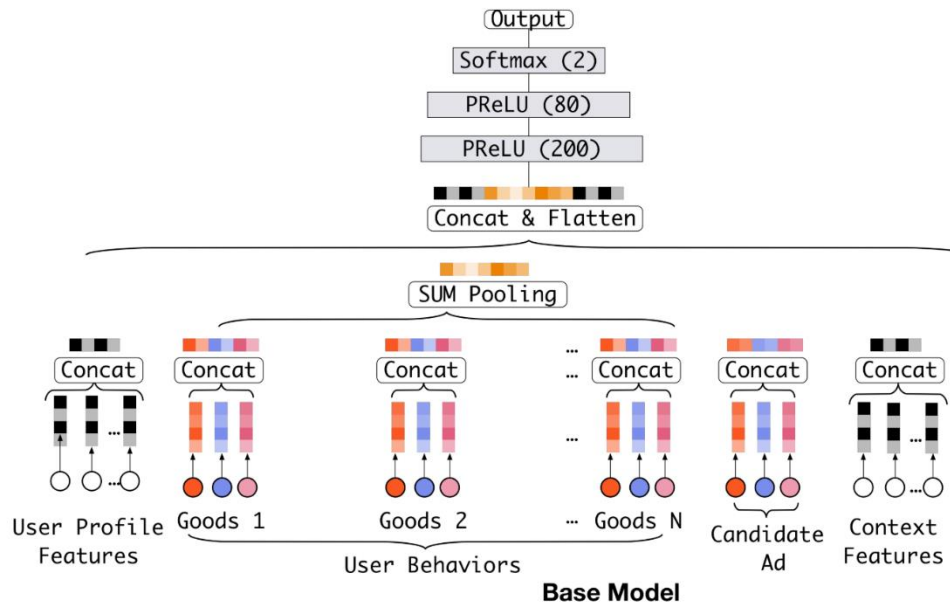 Output
Softmax (2)
PReLU (80)
PReLU (200)
Concat & Flatten
SUM Pooling
...
Concat Concat Concat ... Concat Concat Concat
... ... ...
... ...
User Profile Features
Goods 1 Goods 2 ... Goods N
User Behaviors
Candidate Ad
Context Features
Base Model